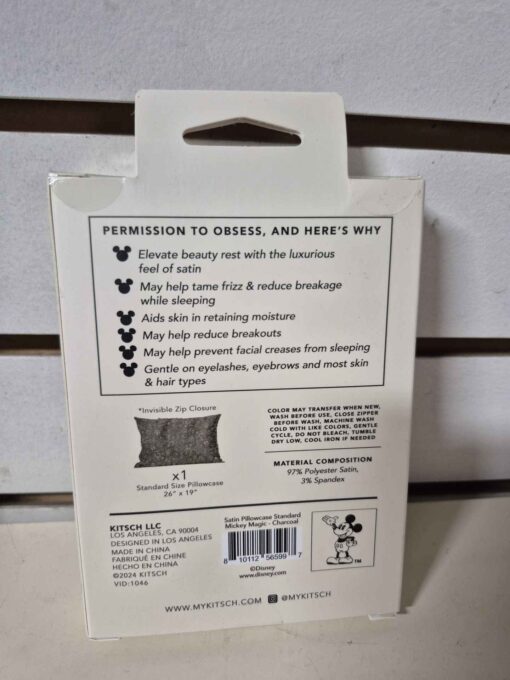 PERMISSION TO OBSESS, AND HERE'S WHY
Elevate beauty rest with the luxurious
feel of satin
May help tame frizz & reduce breakage
while sleeping
Aids skin in retaining moisture
May help reduce breakouts
May help prevent facial creases from sleeping
Gentle on eyelashes, eyebrows and most skin
& hair types
*Invisible Zip Closure
x1
Standard Size Pillowcase
26" x 19"
COLOR MAY TRANSFER WHEN NEW,
WASH BEFORE USE, CLOSE ZIPPER
BEFORE WASH, MACHINE WASH
COLD WITH LIKE COLORS, GENTLE
CYCLE, DO NOT BLEACH, TUMBLE
DRY LOW, COOL IRON IF NEEDED
MATERIAL COMPOSITION
97% Polyester Satin,
3% Spandex
KITSCH LLC
LOS ANGELES, CA 90004
DESIGNED IN LOS ANGELES
MADE IN CHINA
FABRIQUÉ EN CHINE
HECHO EN CHINA
©2024 KITSCH
VID:1046
Satin Pillowcase Standard
Mickey Magic - Charcoal
8 10112 56599 7
©Disney
www.disney.com
TM
WWW.MYKITSCH.COM @MYKITSCH